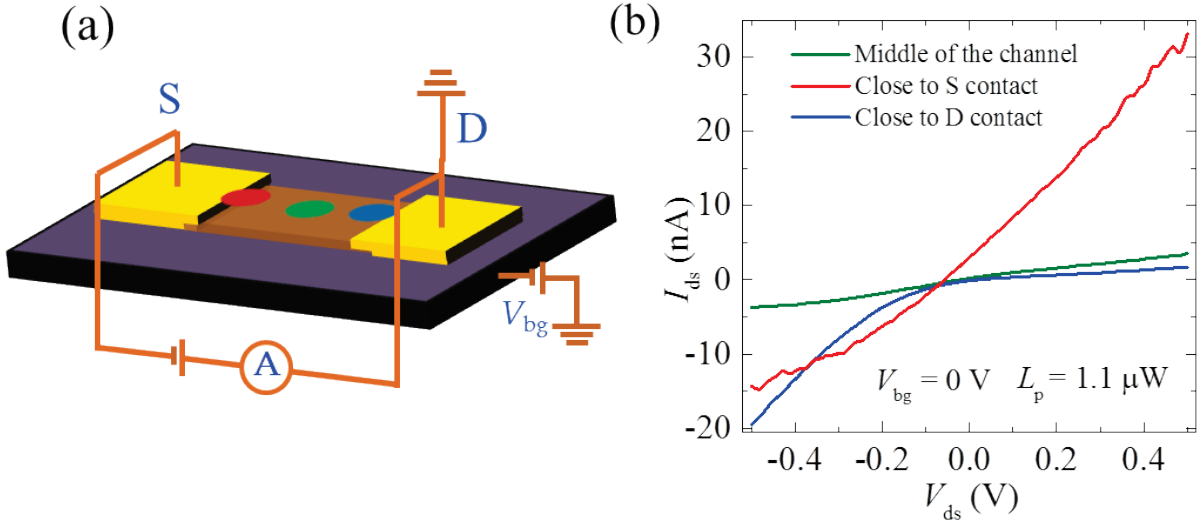 (a)
S
D
A
V_bg
(b)
Middle of the channel
Close to S contact
Close to D contact
I_ds (nA)
30
20
10
0
-10
-20
V_bg = 0 V L_p = 1.1 μW
-0.4 -0.2 0.0 0.2 0.4
V_ds (V)